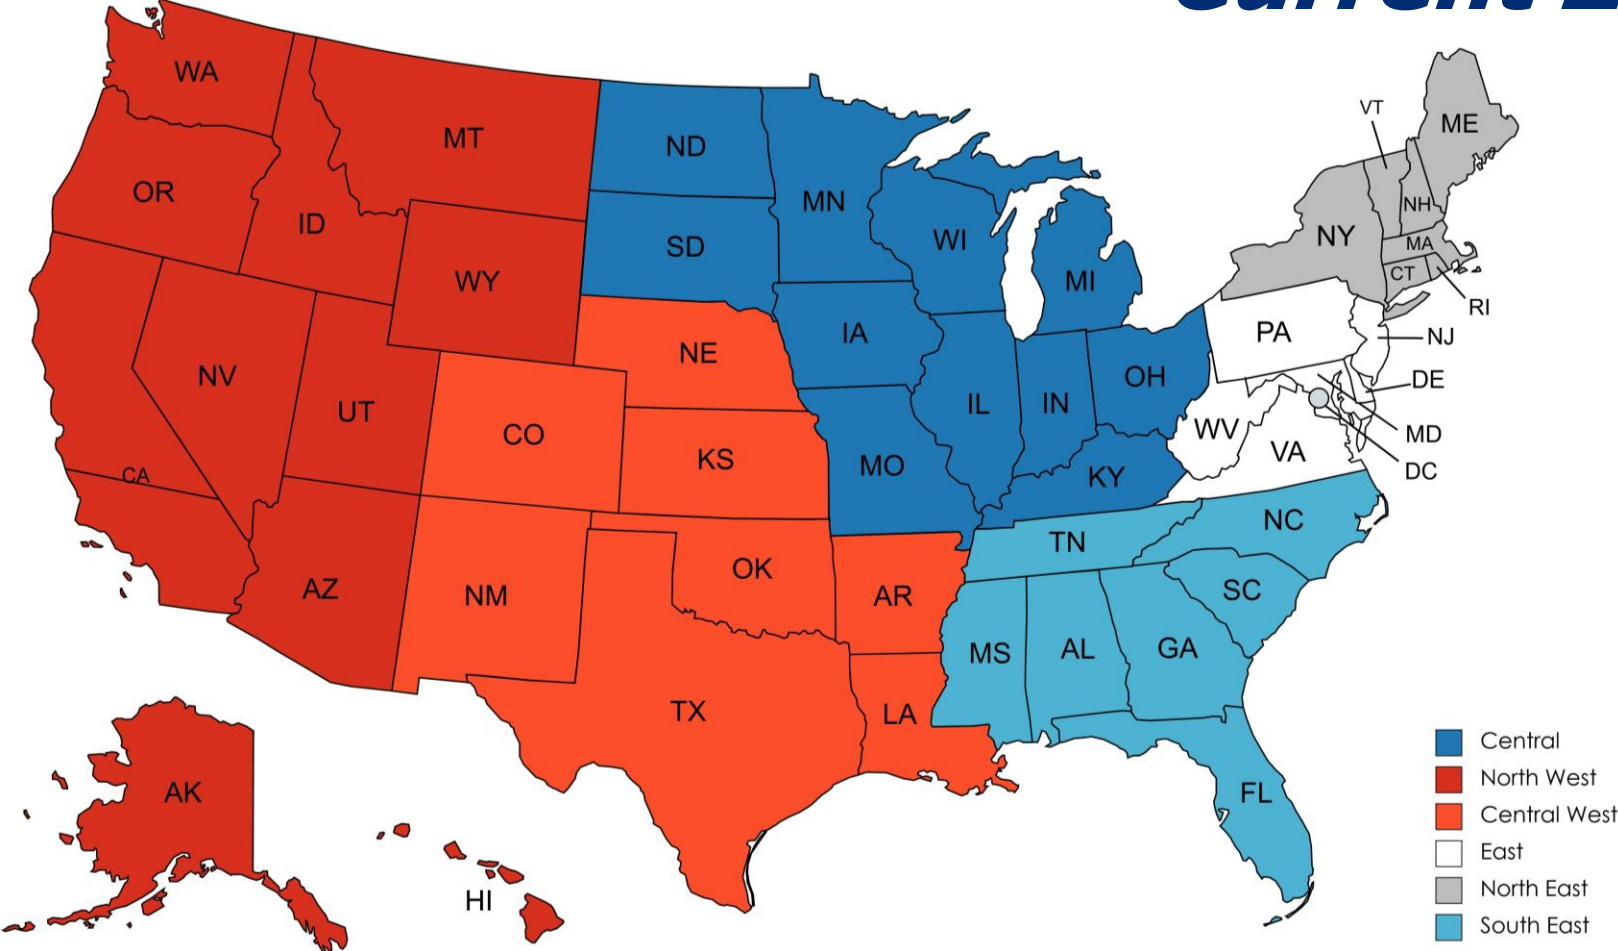 Current
WA
MT
ND
MN
VT
ME
OR
ID
SD
WI
NY
NH
MA
CT
RI
WY
MI
NV
UT
CA
NE
IA
PA
NJ
DE
CO
KS
MO
IL
IN
OH
WV
VA
MD
DC
KY
AZ
NM
OK
AR
TN
NC
SC
TX
LA
MS
AL
GA
FL
AK
HI
Central
North West
Central West
East
North East
South East